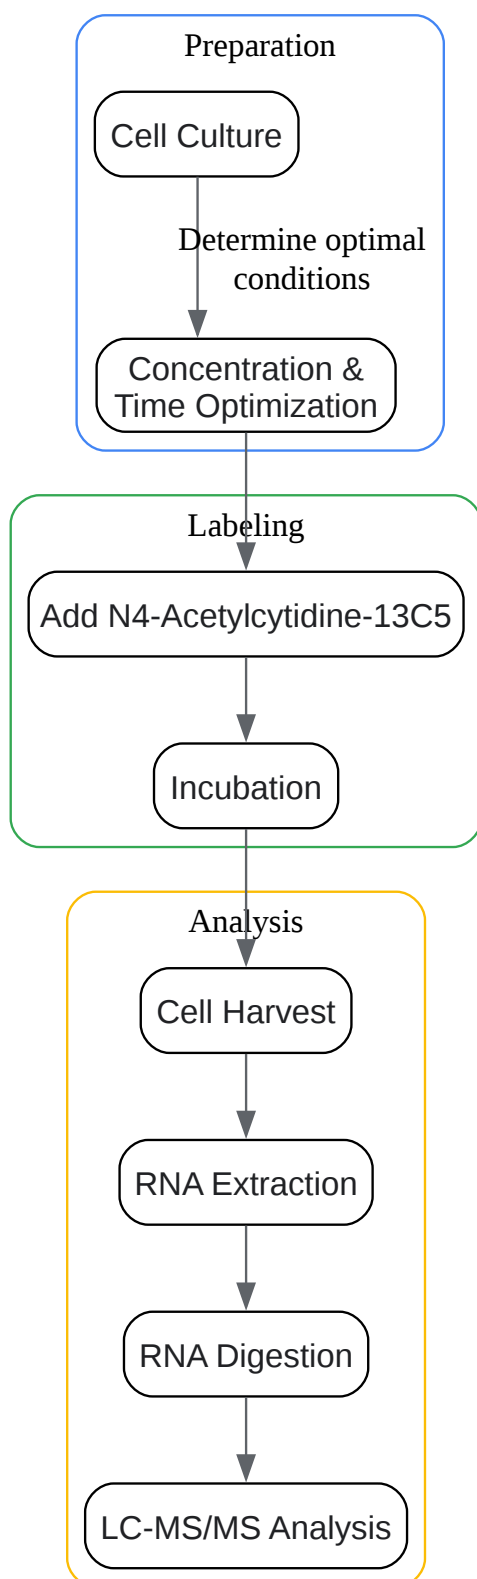 Preparation
Cell Culture
Determine optimal
conditions
Concentration &
Time Optimization
Labeling
Add N4-Acetylcytidine-13C5
Incubation
Analysis
Cell Harvest
RNA Extraction
RNA Digestion
LC-MS/MS Analysis